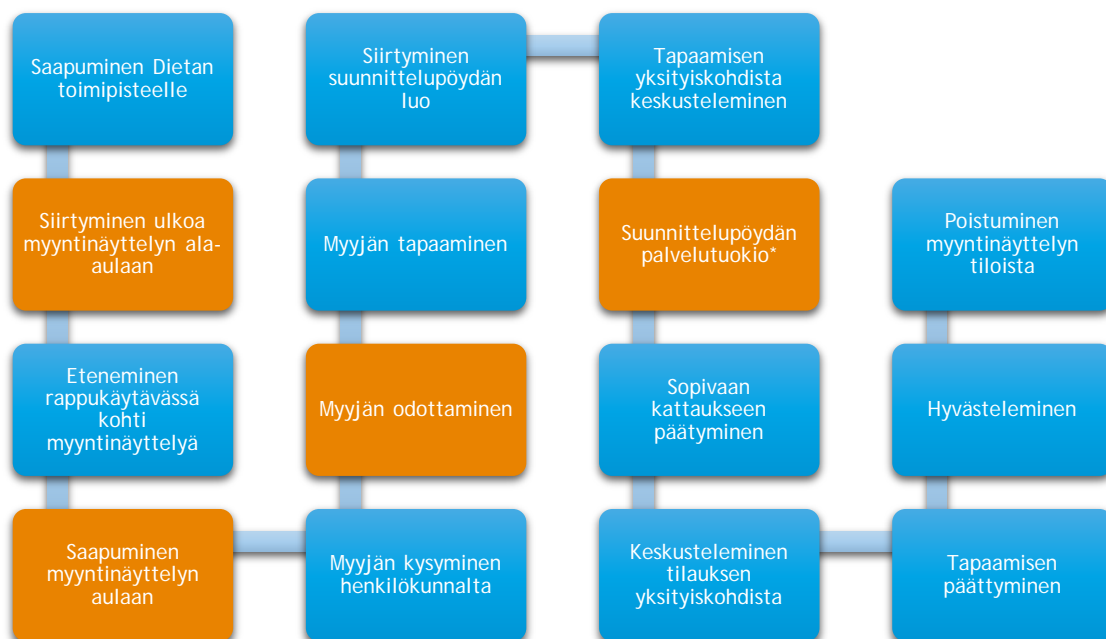 Saapuminen Dietan
toimipisteelle
Siirtyminen ulkoa
myyntinäyttelyn ala-
aulaan
Eteneminen
rappukäytävässä
kohti
myyntinäyttelyä
Saapuminen
myyntinäyttelyn
aulaan
Myyjän kysyminen
henkilökunnalta
Myyjän odottaminen
Myyjän tapaaminen
Siirtyminen
suunnittelupöydän
luo
Tapaamisen
yksityiskohdista
keskusteleminen
Suunnittelupöydän
palvelutuokio*
Sopivaan
kattaukseen
päätyminen
Keskusteleminen
tilauksen
yksityiskohdista
Tapaamisen
päättyminen
Hyvästeleminen
Poistuminen
myyntinäyttelyn
tiloista